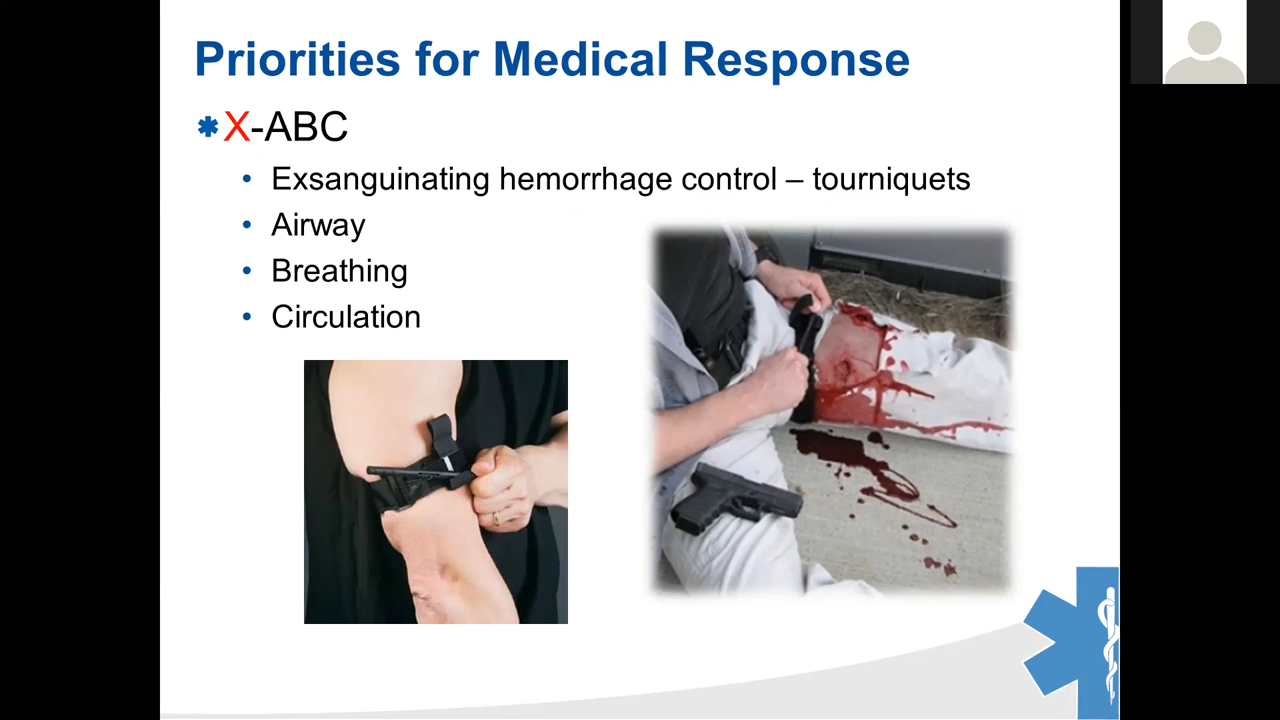 Priorities for Medical Response
X-ABC
Exsanguinating hemorrhage control – tourniquets
Airway
Breathing
Circulation